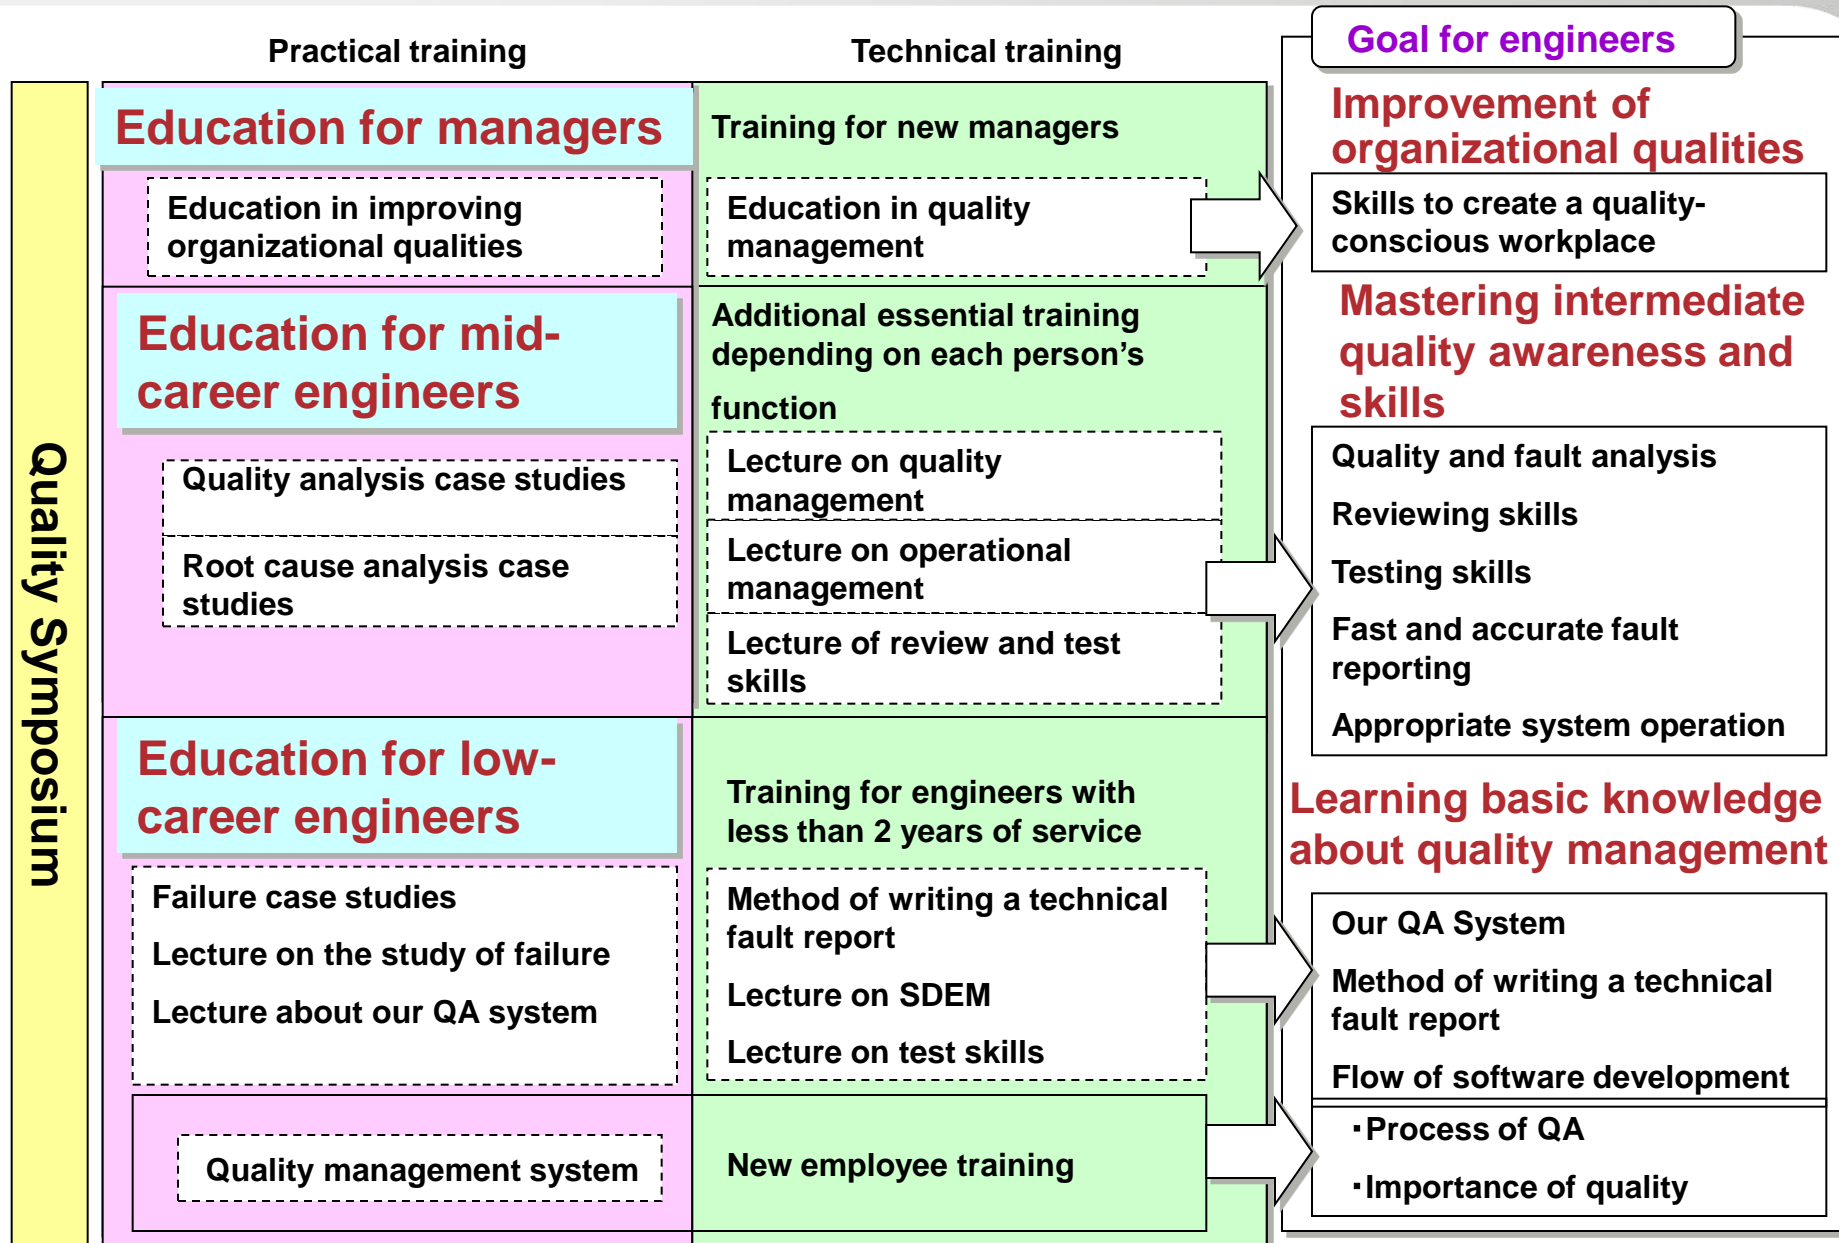 Practical training
Technical training
Goal for engineers
Quality Symposium
Education for managers
Training for new managers
Improvement of
organizational qualities
Education in improving
organizational qualities
Education in quality
management
Skills to create a quality-
conscious workplace
Education for mid-
career engineers
Additional essential training
depending on each person’s
function
Mastering intermediate
quality awareness and
skills
Quality analysis case studies
Root cause analysis case
studies
Lecture on quality
management
Lecture on operational
management
Lecture of review and test
skills
Quality and fault analysis
Reviewing skills
Testing skills
Fast and accurate fault
reporting
Appropriate system operation
Education for low-
career engineers
Training for engineers with
less than 2 years of service
Learning basic knowledge
about quality management
Failure case studies
Lecture on the study of failure
Lecture about our QA system
Method of writing a technical
fault report
Lecture on SDEM
Lecture on test skills
Our QA System
Method of writing a technical
fault report
Flow of software development
Quality management system
New employee training
・Process of QA
・Importance of quality